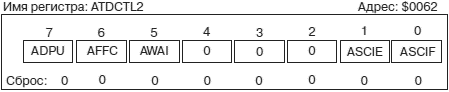 Имя регистра: ATDCTL2 Адрес: $0062
7 6 5 4 3 2 1 0
ADPU AFFC AWAI 0 0 0 ASCIE ASCIF
Сброс: 0 0 0 0 0 0 0 0